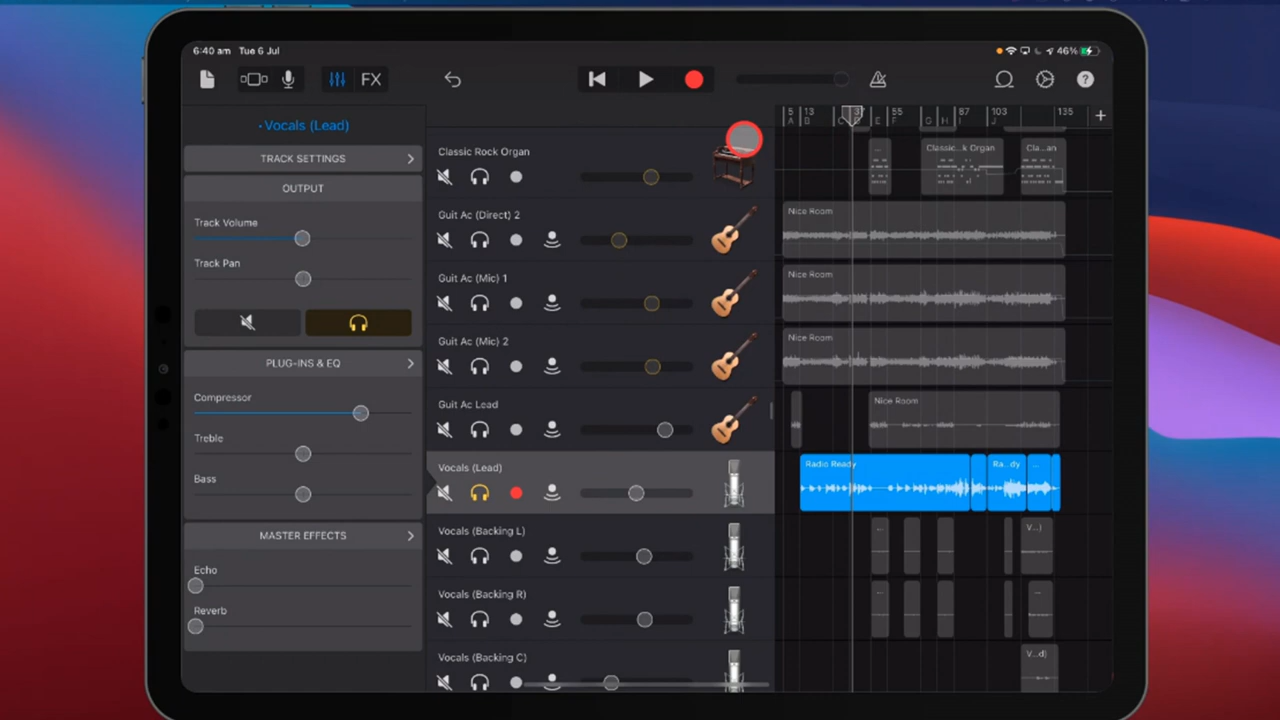 6:40 am Tue 6 Jul
46%
FX
?
Vocals (Lead)
TRACK SETTINGS
OUTPUT
Track Volume
Track Pan
PLUG-INS & EQ
Compressor
Treble
Bass
MASTER EFFECTS
Echo
Reverb
Classic Rock Organ
Guit Ac (Direct) 2
Guit Ac (Mic) 1
Guit Ac (Mic) 2
Guit Ac Lead
Vocals (Lead)
Vocals (Backing L)
Vocals (Backing R)
Vocals (Backing C)
5 13 55 87 103 135 +
A B C E F G H J
... Classic...k Organ Cla...an
Nice Room
Nice Room
Nice Room
Nice Room
Radio Ready Ra...dy ...
... V...)
... ...
V...d)